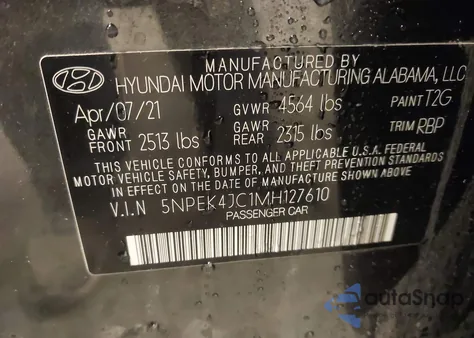 MANUFACTURED BY
HYUNDAI MOTOR MANUFACTURING ALABAMA, LLC
Apr/07/21 GVWR 4564 lbs PAINT T2G
GAWR FRONT 2513 lbs GAWR REAR 2315 lbs TRIM RBP
THIS VEHICLE CONFORMS TO ALL APPLICABLE U.S.A. FEDERAL
MOTOR VEHICLE SAFETY, BUMPER, AND THEFT PREVENTION STANDARDS
IN EFFECT ON THE DATE OF MANUFACTURE SHOWN ABOVE.
V.I.N 5NPEK4JC1MH127610
PASSENGER CAR
autoSnap